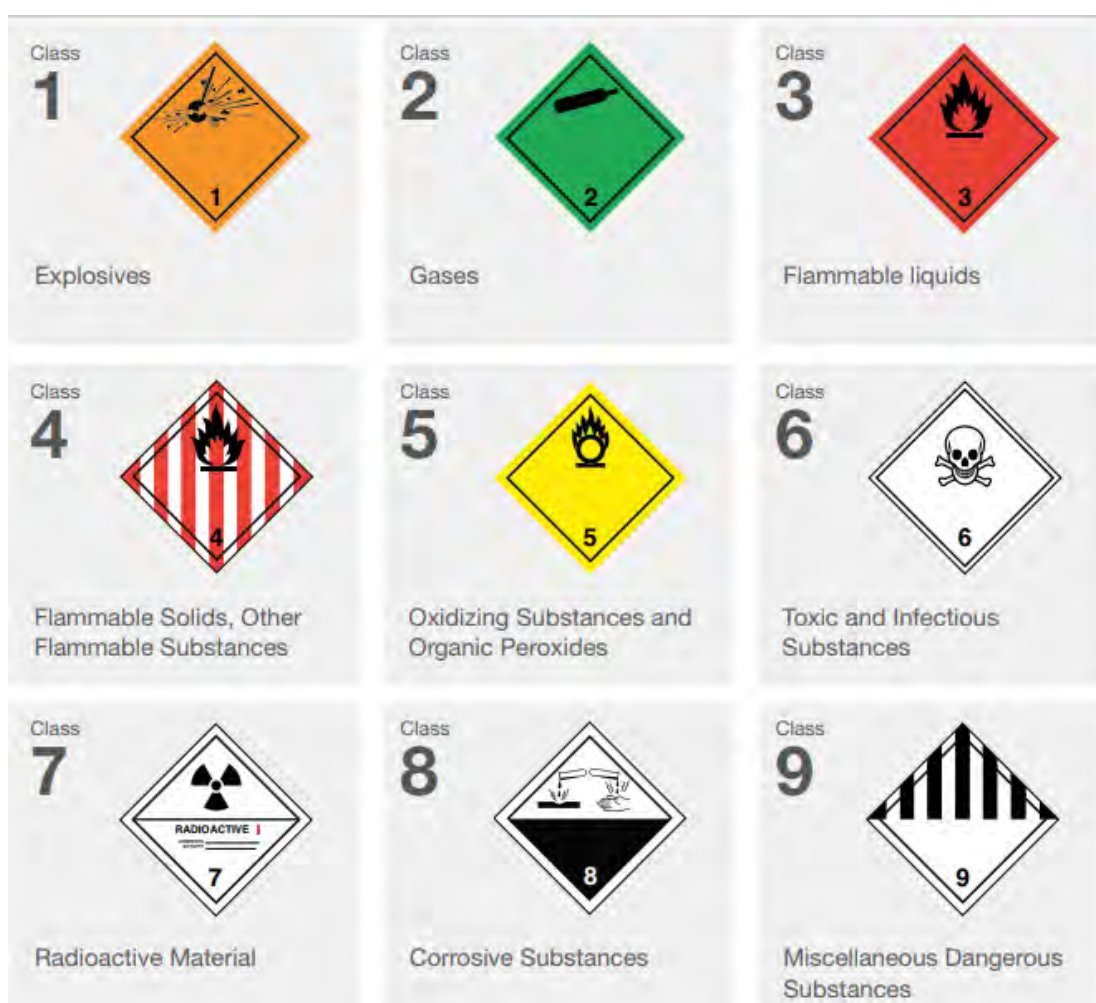 Class
1
1
Explosives
Class
2
2
Gases
Class
3
3
Flammable liquids
Class
4
4
Flammable Solids, Other
Flammable Substances
Class
5
5
Oxidizing Substances and
Organic Peroxides
Class
6
6
Toxic and Infectious
Substances
Class
7
RADIOACTIVE I
7
Radioactive Material
Class
8
8
Corrosive Substances
Class
9
9
Miscellaneous Dangerous
Substances